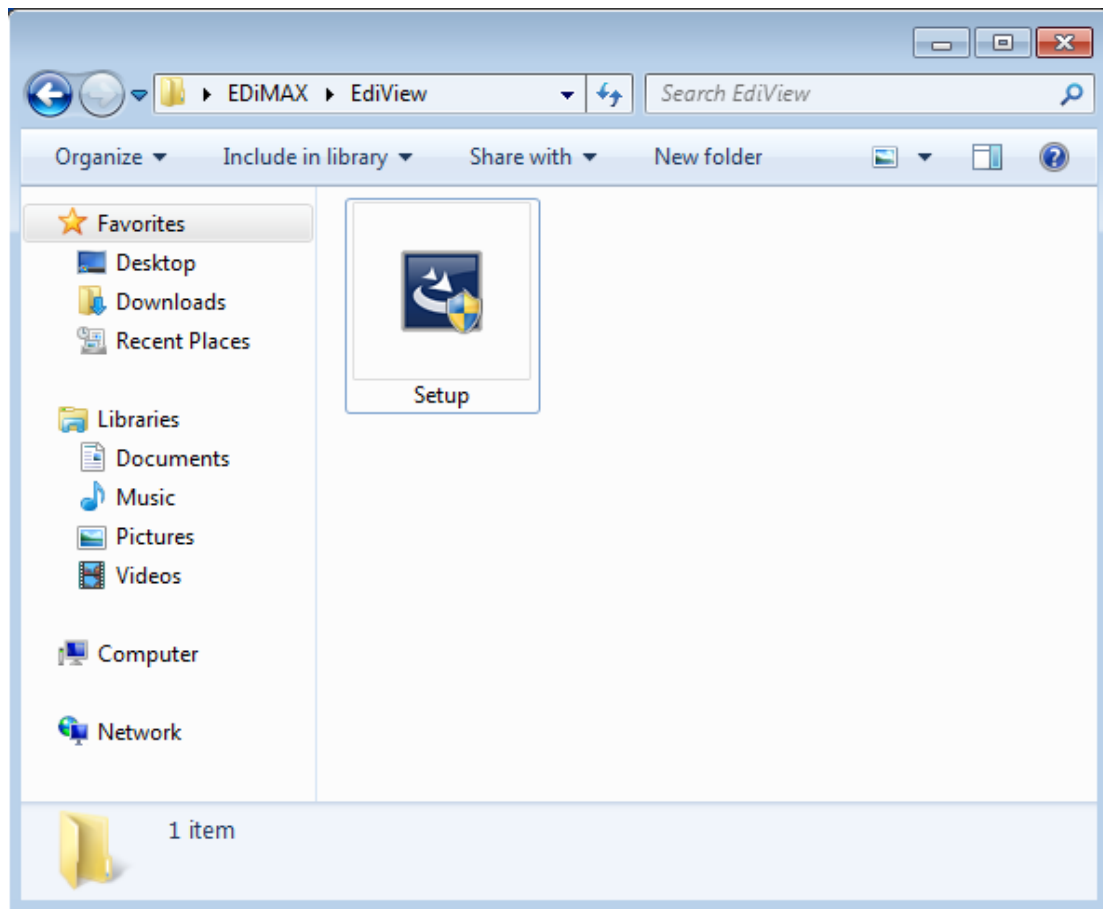 EDiMAX EdiView Search EdiView
Organize Include in library Share with New folder
Favorites
Desktop
Downloads
Recent Places
Libraries
Documents
Music
Pictures
Videos
Computer
Network
Setup
1 item